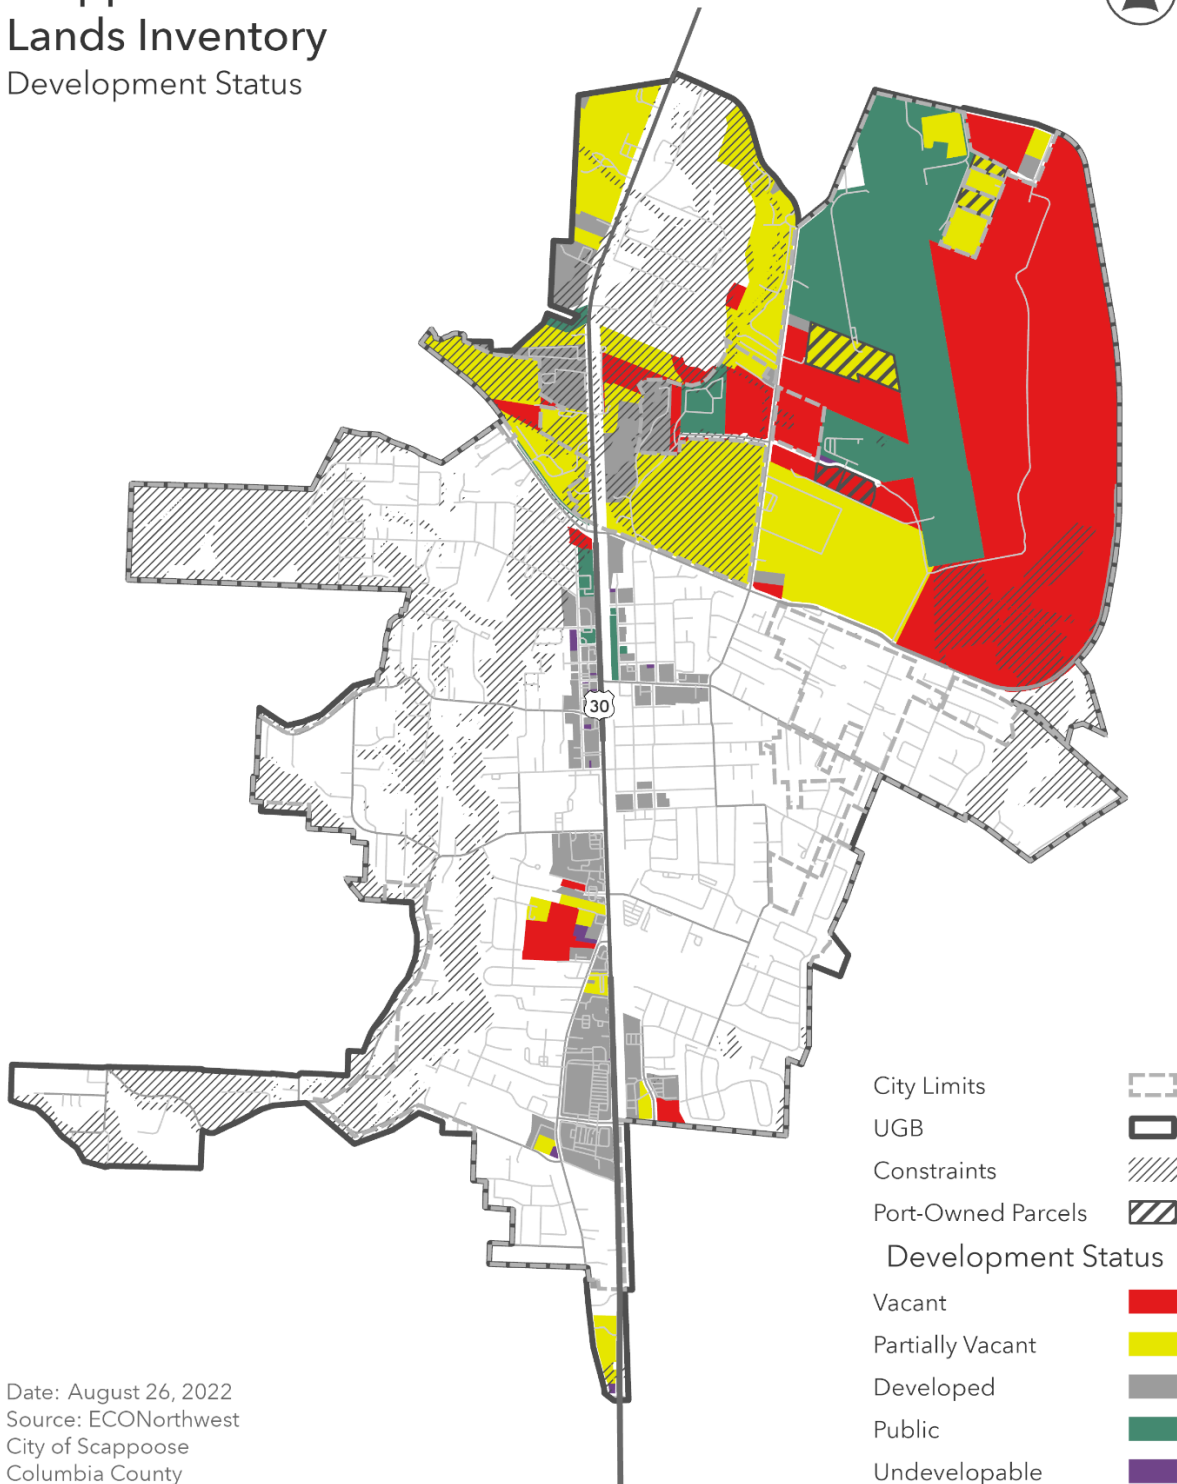 Lands Inventory
Development Status
30
City Limits
UGB
Constraints
Port-Owned Parcels
Development Status
Vacant
Partially Vacant
Developed
Public
Undevelopable
Date: August 26, 2022
Source: ECONorthwest
City of Scappoose
Columbia County